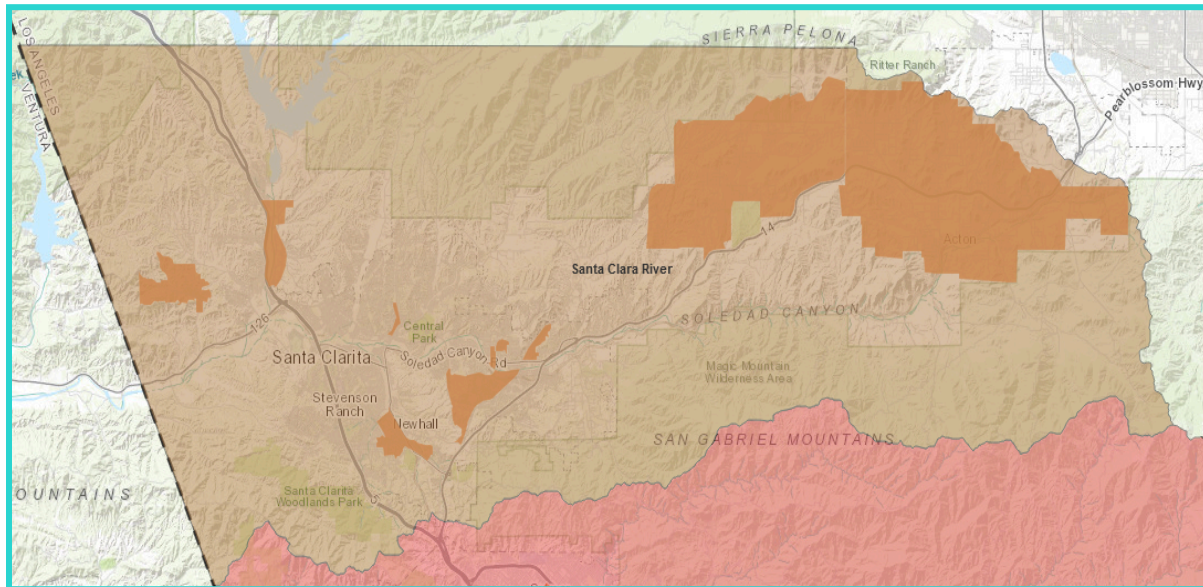 SIERRA PELONA
Ritter Ranch
LOS ANGELES
VENTURA
Pearblossom Hwy
14
Acton
Santa Clara River
SOLEDAD CANYON
126
Central
Park
Santa Clarita
Soledad Canyon Rd
Magic Mountain
Wilderness Area
Stevenson
Ranch
Newhall
SAN GABRIEL MOUNTAINS
OUNTAINS
Santa Clarita
Woodlands Park